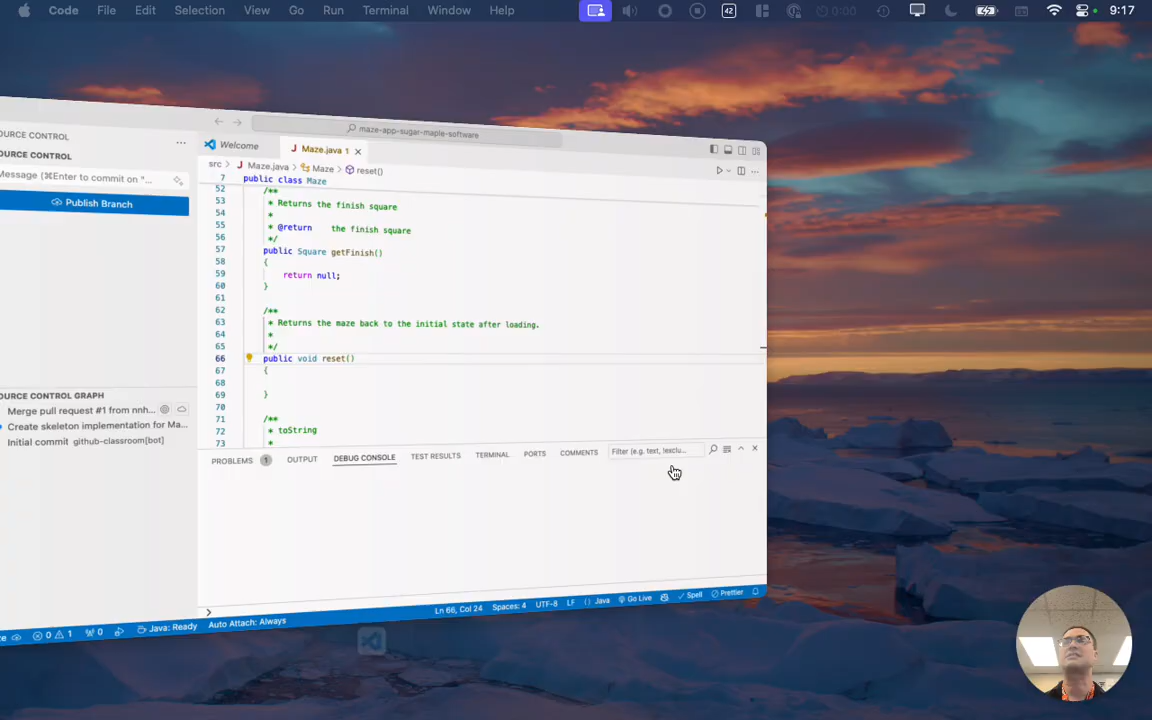 Code File Edit Selection View Go Run Terminal Window Help 42 0:00 9:17
maze-app-sugar-maple-software
OURCE CONTROL
OURCE CONTROL
Message (⌘Enter to commit on "...
Publish Branch
Welcome
Maze.java 1
src > Maze.java > Maze > reset()
7 public class Maze
52 /**
53 * Returns the finish square
54 *
55 * @return the finish square
56 */
57 public Square getFinish()
58 {
59 return null;
60 }
61
62 /**
63 * Returns the maze back to the initial state after loading.
64 *
65 */
66 public void reset()
67 {
68
69 }
70
71 /**
72 * toString
73 *
OURCE CONTROL GRAPH
Merge pull request #1 from nnh...
Create skeleton implementation for Ma...
Initial commit github-classroom[bot]
PROBLEMS 1 OUTPUT DEBUG CONSOLE TEST RESULTS TERMINAL PORTS COMMENTS Filter (e.g. text, !exclu...
ze 0 1 0 Java: Ready Auto Attach: Always Ln 66, Col 24 Spaces: 4 UTF-8 LF {} Java Go Live Spell Prettier